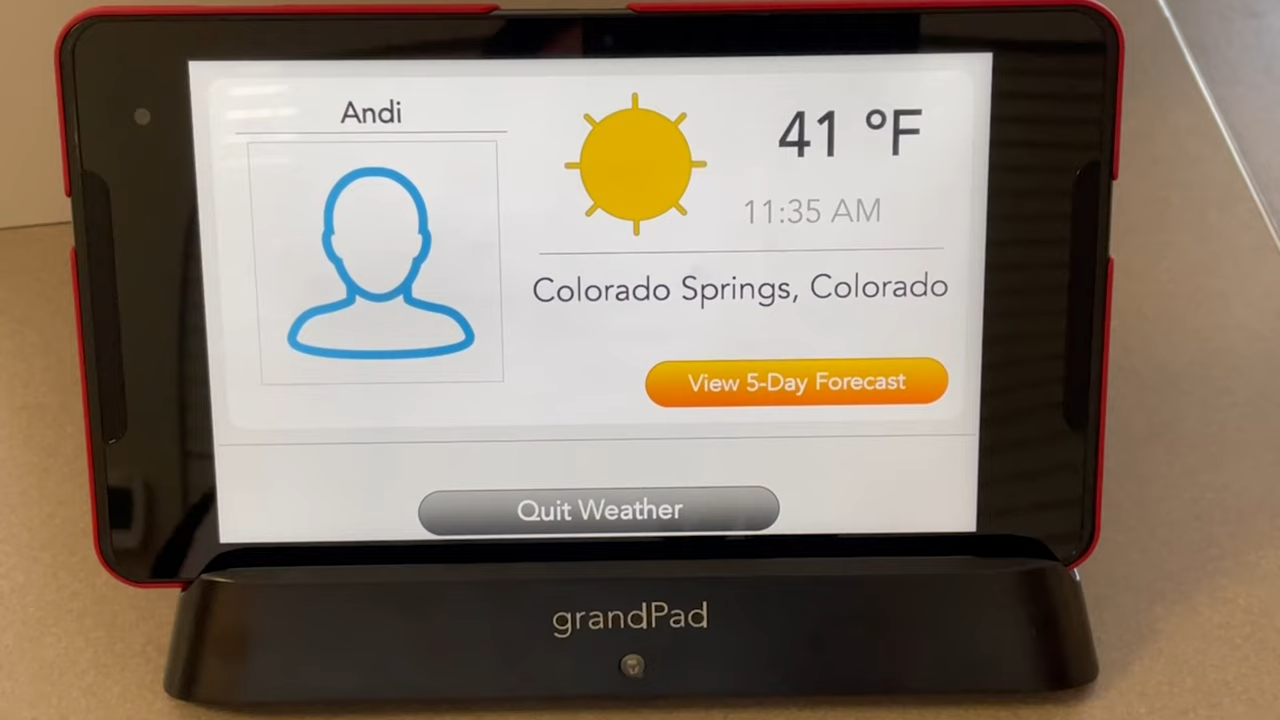 Andi
41 °F
11:35 AM
Colorado Springs, Colorado
View 5-Day Forecast
Quit Weather
grandPad